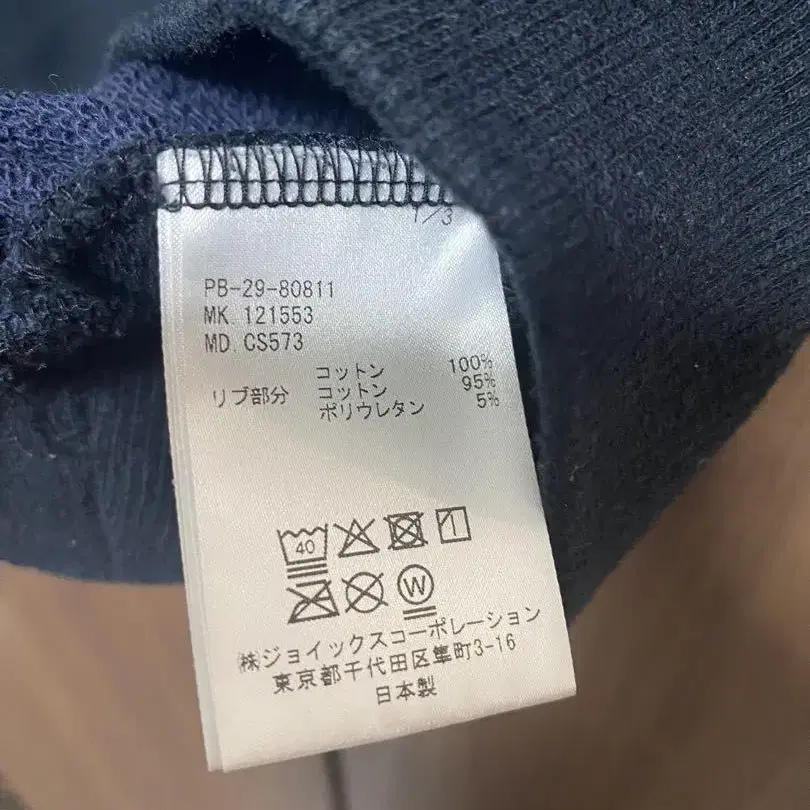 1/3
PB-29-80811
MK. 121553
MD. CS573
コットン 100%
リブ部分 コットン 95%
ポリウレタン 5%
40
W
㈱ジョイックスコーポレーション
東京都千代田区隼町3-16
日本製